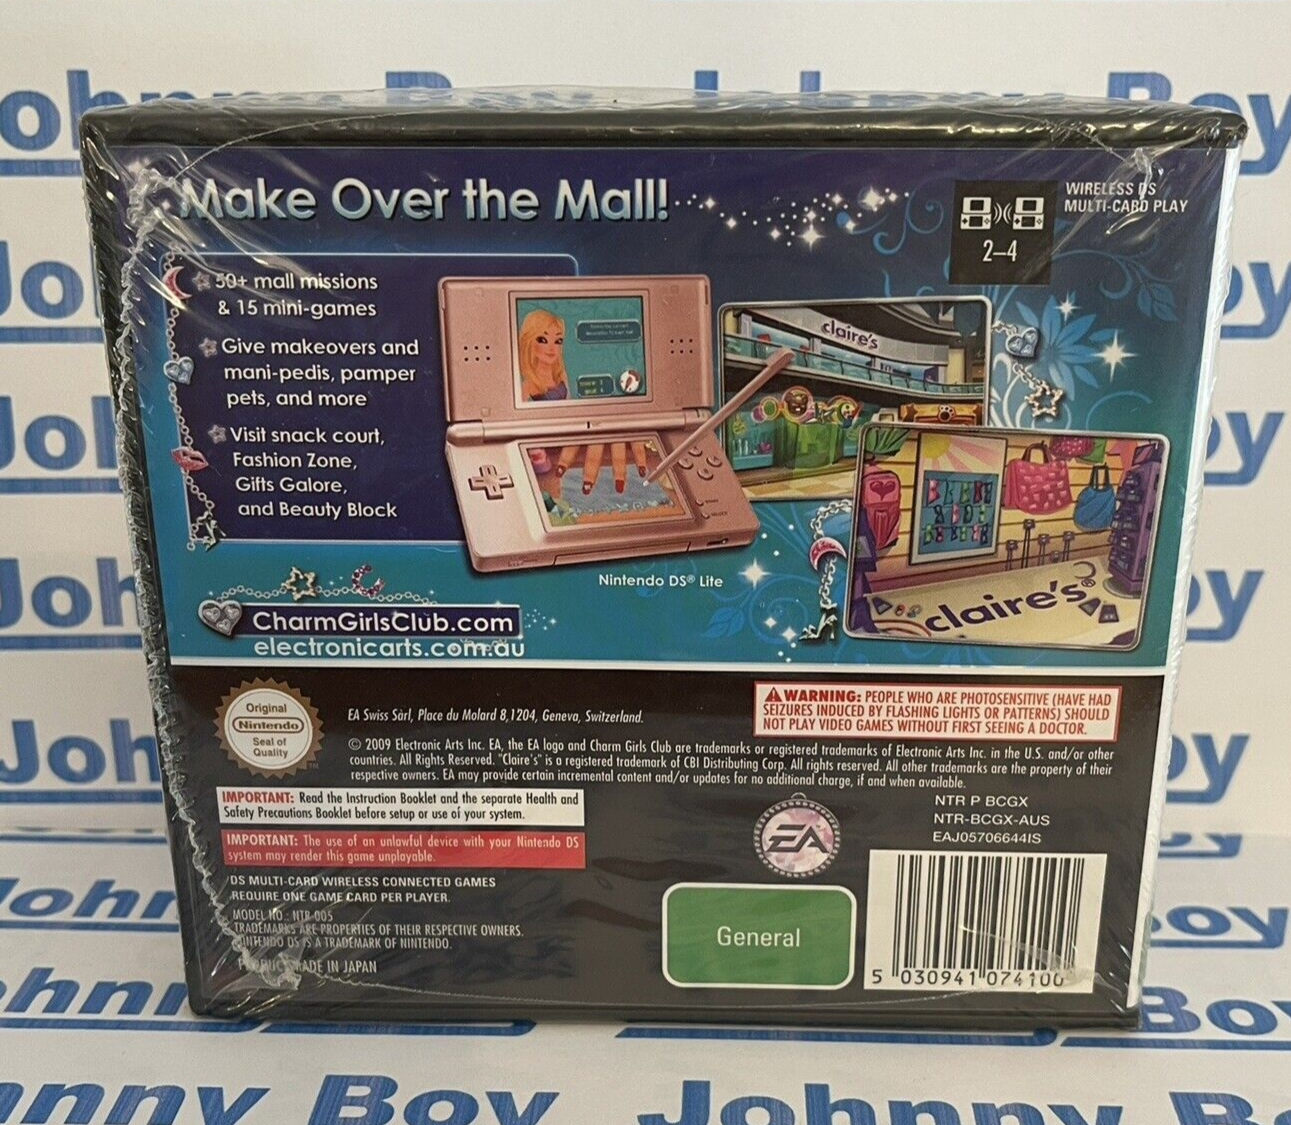 Johnny Boy
Make Over the Mall!
WIRELESS DS
MULTI-CARD PLAY
2–4
50+ mall missions
& 15 mini-games
Give makeovers and
mani-pedis, pamper
pets, and more
Visit snack court,
Fashion Zone,
Gifts Galore,
and Beauty Block
claire's
claire's®
Nintendo DS® Lite
CharmGirlsClub.com
electronicarts.com.au
Original
Nintendo
Seal of
Quality
TM
EA Swiss Sàrl, Place du Molard 8,1204, Geneva, Switzerland.
WARNING: PEOPLE WHO ARE PHOTOSENSITIVE (HAVE HAD
SEIZURES INDUCED BY FLASHING LIGHTS OR PATTERNS) SHOULD
NOT PLAY VIDEO GAMES WITHOUT FIRST SEEING A DOCTOR.
© 2009 Electronic Arts Inc. EA, the EA logo and Charm Girls Club are trademarks or registered trademarks of Electronic Arts Inc. in the U.S. and/or other
countries. All Rights Reserved. "Claire's" is a registered trademark of CBI Distributing Corp. All rights reserved. All other trademarks are the property of their
respective owners. EA may provide certain incremental content and/or updates for no additional charge, if and when available.
IMPORTANT: Read the Instruction Booklet and the separate Health and
Safety Precautions Booklet before setup or use of your system.
IMPORTANT: The use of an unlawful device with your Nintendo DS
system may render this game unplayable.
DS MULTI-CARD WIRELESS CONNECTED GAMES
REQUIRE ONE GAME CARD PER PLAYER.
MODEL NO.: NTR-005
TRADEMARKS ARE PROPERTIES OF THEIR RESPECTIVE OWNERS.
NINTENDO DS IS A TRADEMARK OF NINTENDO.
MADE IN JAPAN
EA
NTR P BCGX
NTR-BCGX-AUS
EAJ05706644IS
General
5 030941 074100